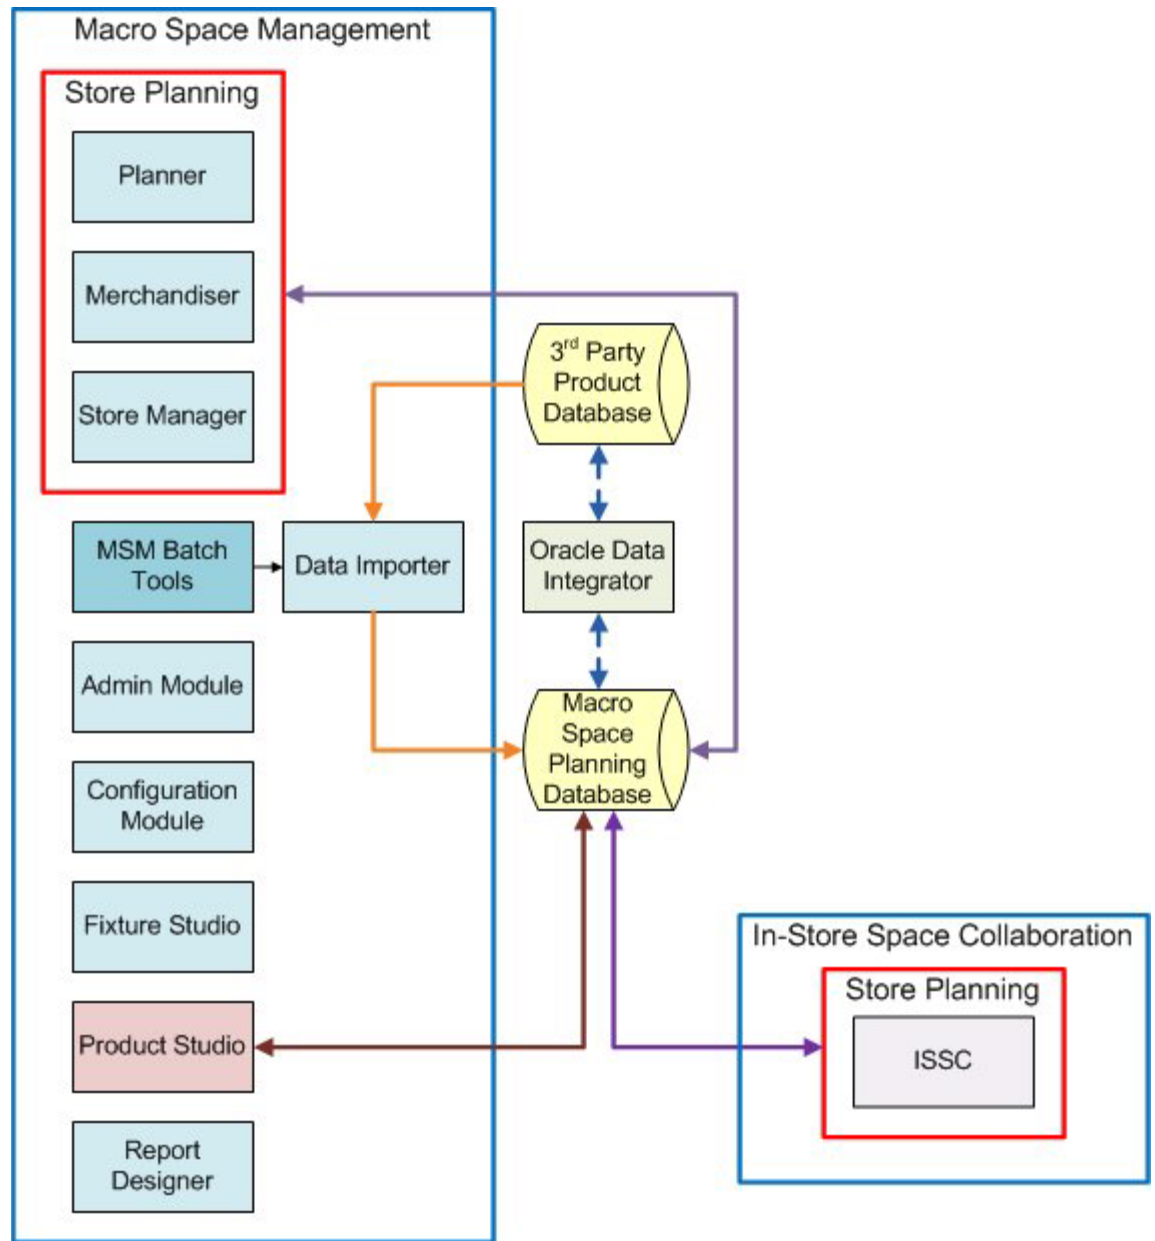 Macro Space Management
Store Planning
Planner
Merchandiser
Store Manager
MSM Batch
Tools
Data Importer
Admin Module
Configuration
Module
Fixture Studio
Product Studio
Report
Designer
3rd Party
Product
Database
Oracle Data
Integrator
Macro
Space
Planning
Database
In-Store Space Collaboration
Store Planning
ISSC